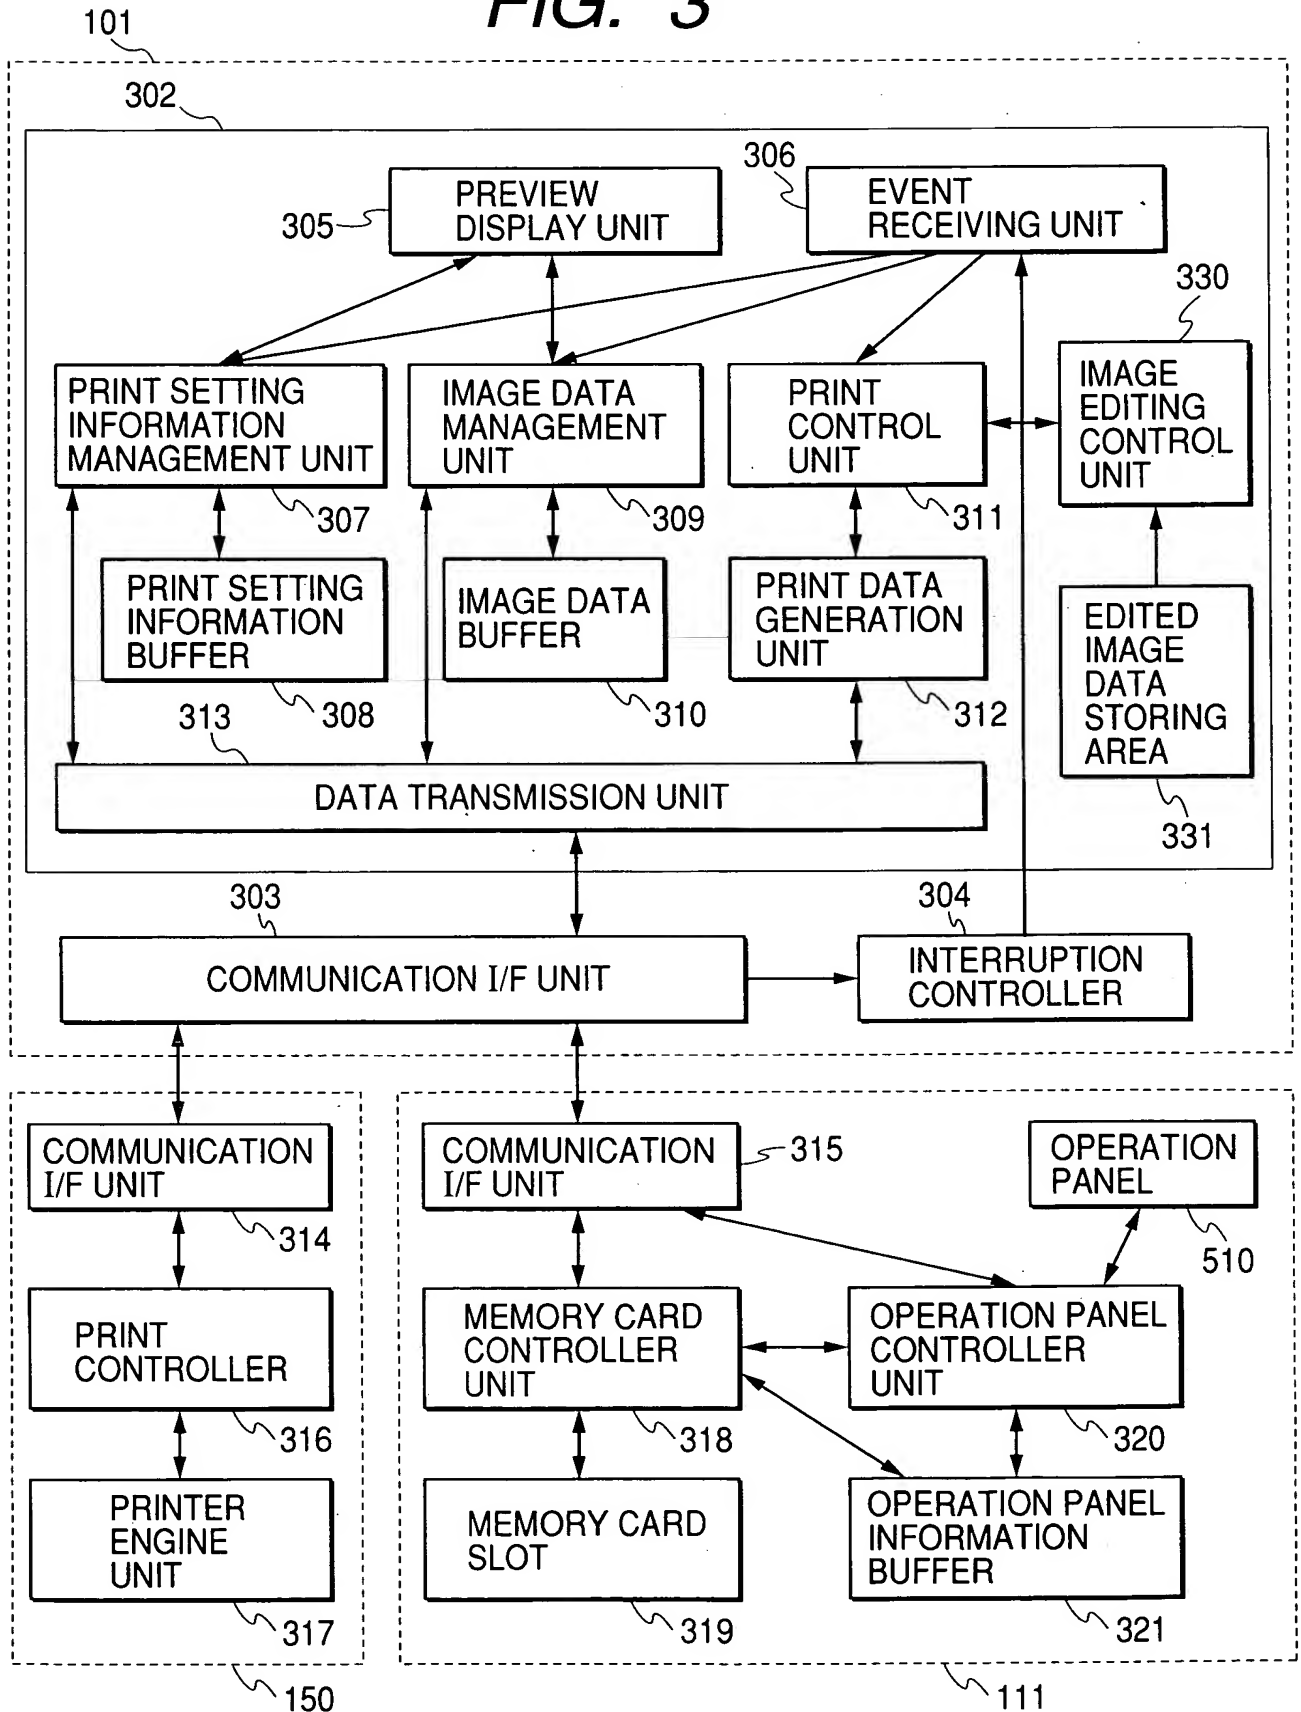 FIG. 3
101
302
306
PREVIEW
DISPLAY UNIT
305
EVENT
RECEIVING UNIT
330
PRINT SETTING
INFORMATION
MANAGEMENT UNIT
IMAGE DATA
MANAGEMENT
UNIT
PRINT
CONTROL
UNIT
IMAGE
EDITING
CONTROL
UNIT
307
309
311
PRINT SETTING
INFORMATION
BUFFER
IMAGE DATA
BUFFER
PRINT DATA
GENERATION
UNIT
EDITED
IMAGE
DATA
STORING
AREA
313
308
310
312
DATA TRANSMISSION UNIT
331
303
304
COMMUNICATION I/F UNIT
INTERRUPTION
CONTROLLER
COMMUNICATION
I/F UNIT
314
COMMUNICATION
I/F UNIT
315
OPERATION
PANEL
510
PRINT
CONTROLLER
316
MEMORY CARD
CONTROLLER
UNIT
318
OPERATION PANEL
CONTROLLER
UNIT
320
PRINTER
ENGINE
UNIT
317
MEMORY CARD
SLOT
319
OPERATION PANEL
INFORMATION
BUFFER
321
150
111